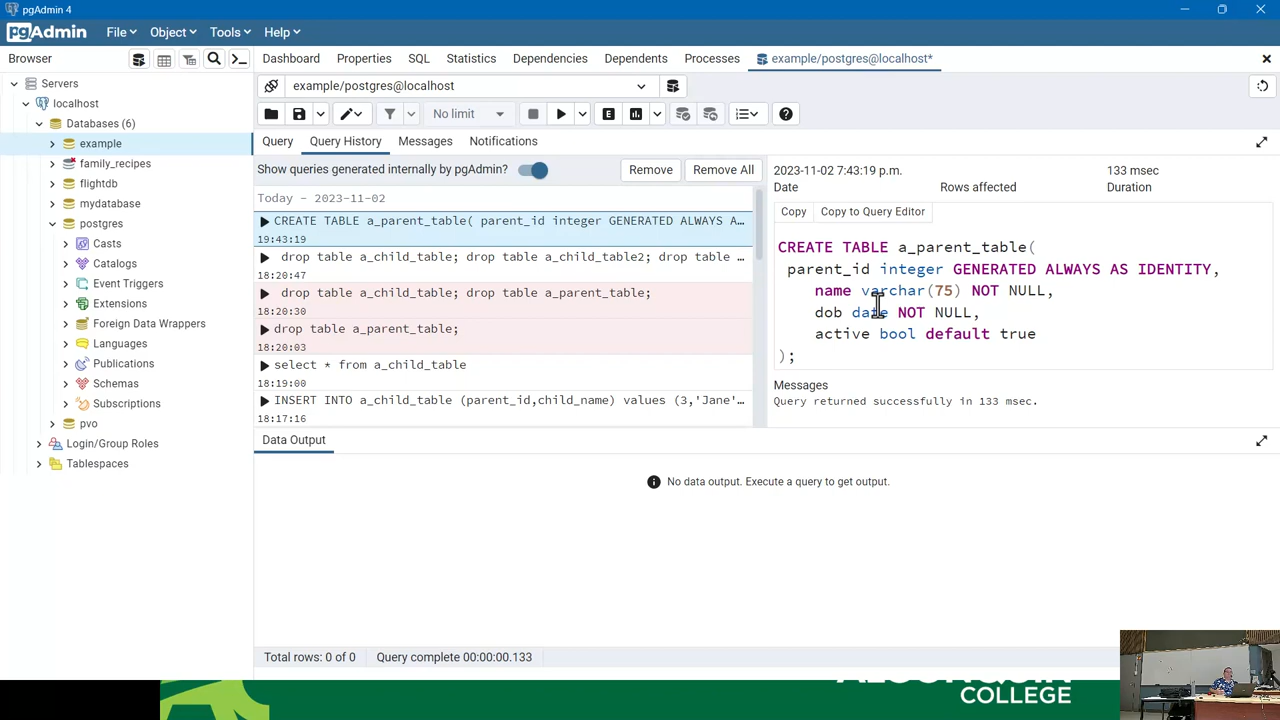 pgAdmin 4
pgAdmin File Object Tools Help
Browser
Dashboard Properties SQL Statistics Dependencies Dependents Processes example/postgres@localhost*
Servers
localhost
Databases (6)
example
family_recipes
flightdb
mydatabase
postgres
Casts
Catalogs
Event Triggers
Extensions
Foreign Data Wrappers
Languages
Publications
Schemas
Subscriptions
pvo
Login/Group Roles
Tablespaces
example/postgres@localhost
No limit
E
Query Query History Messages Notifications
Show queries generated internally by pgAdmin? Remove Remove All
Today - 2023-11-02
CREATE TABLE a_parent_table( parent_id integer GENERATED ALWAYS A…
19:43:19
drop table a_child_table; drop table a_child_table2; drop table …
18:20:47
drop table a_child_table; drop table a_parent_table;
18:20:30
drop table a_parent_table;
18:20:03
select * from a_child_table
18:19:00
INSERT INTO a_child_table (parent_id,child_name) values (3,'Jane'…
18:17:16
2023-11-02 7:43:19 p.m. 133 msec
Date Rows affected Duration
Copy Copy to Query Editor
CREATE TABLE a_parent_table(
parent_id integer GENERATED ALWAYS AS IDENTITY,
name varchar(75) NOT NULL,
dob date NOT NULL,
active bool default true
);
Messages
Query returned successfully in 133 msec.
Data Output
No data output. Execute a query to get output.
Total rows: 0 of 0 Query complete 00:00:00.133
COLLEGE